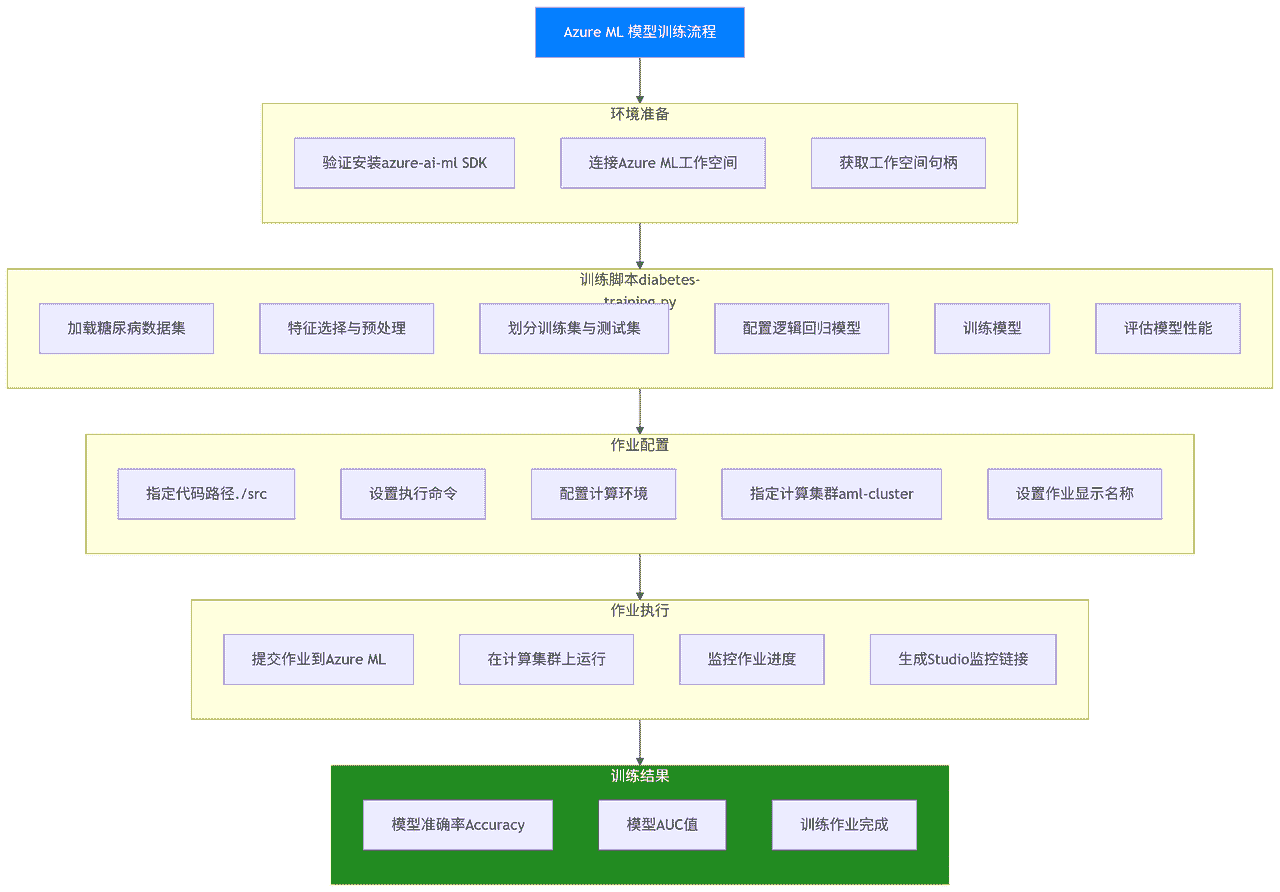 Azure ML 模型训练流程
环境准备
验证安装azure-ai-ml SDK
连接Azure ML工作空间
获取工作空间句柄
训练脚本diabetes-
training.py
加载糖尿病数据集
特征选择与预处理
划分训练集与测试集
配置逻辑回归模型
训练模型
评估模型性能
作业配置
指定代码路径./src
设置执行命令
配置计算环境
指定计算集群aml-cluster
设置作业显示名称
作业执行
提交作业到Azure ML
在计算集群上运行
监控作业进度
生成Studio监控链接
训练结果
模型准确率Accuracy
模型AUC值
训练作业完成